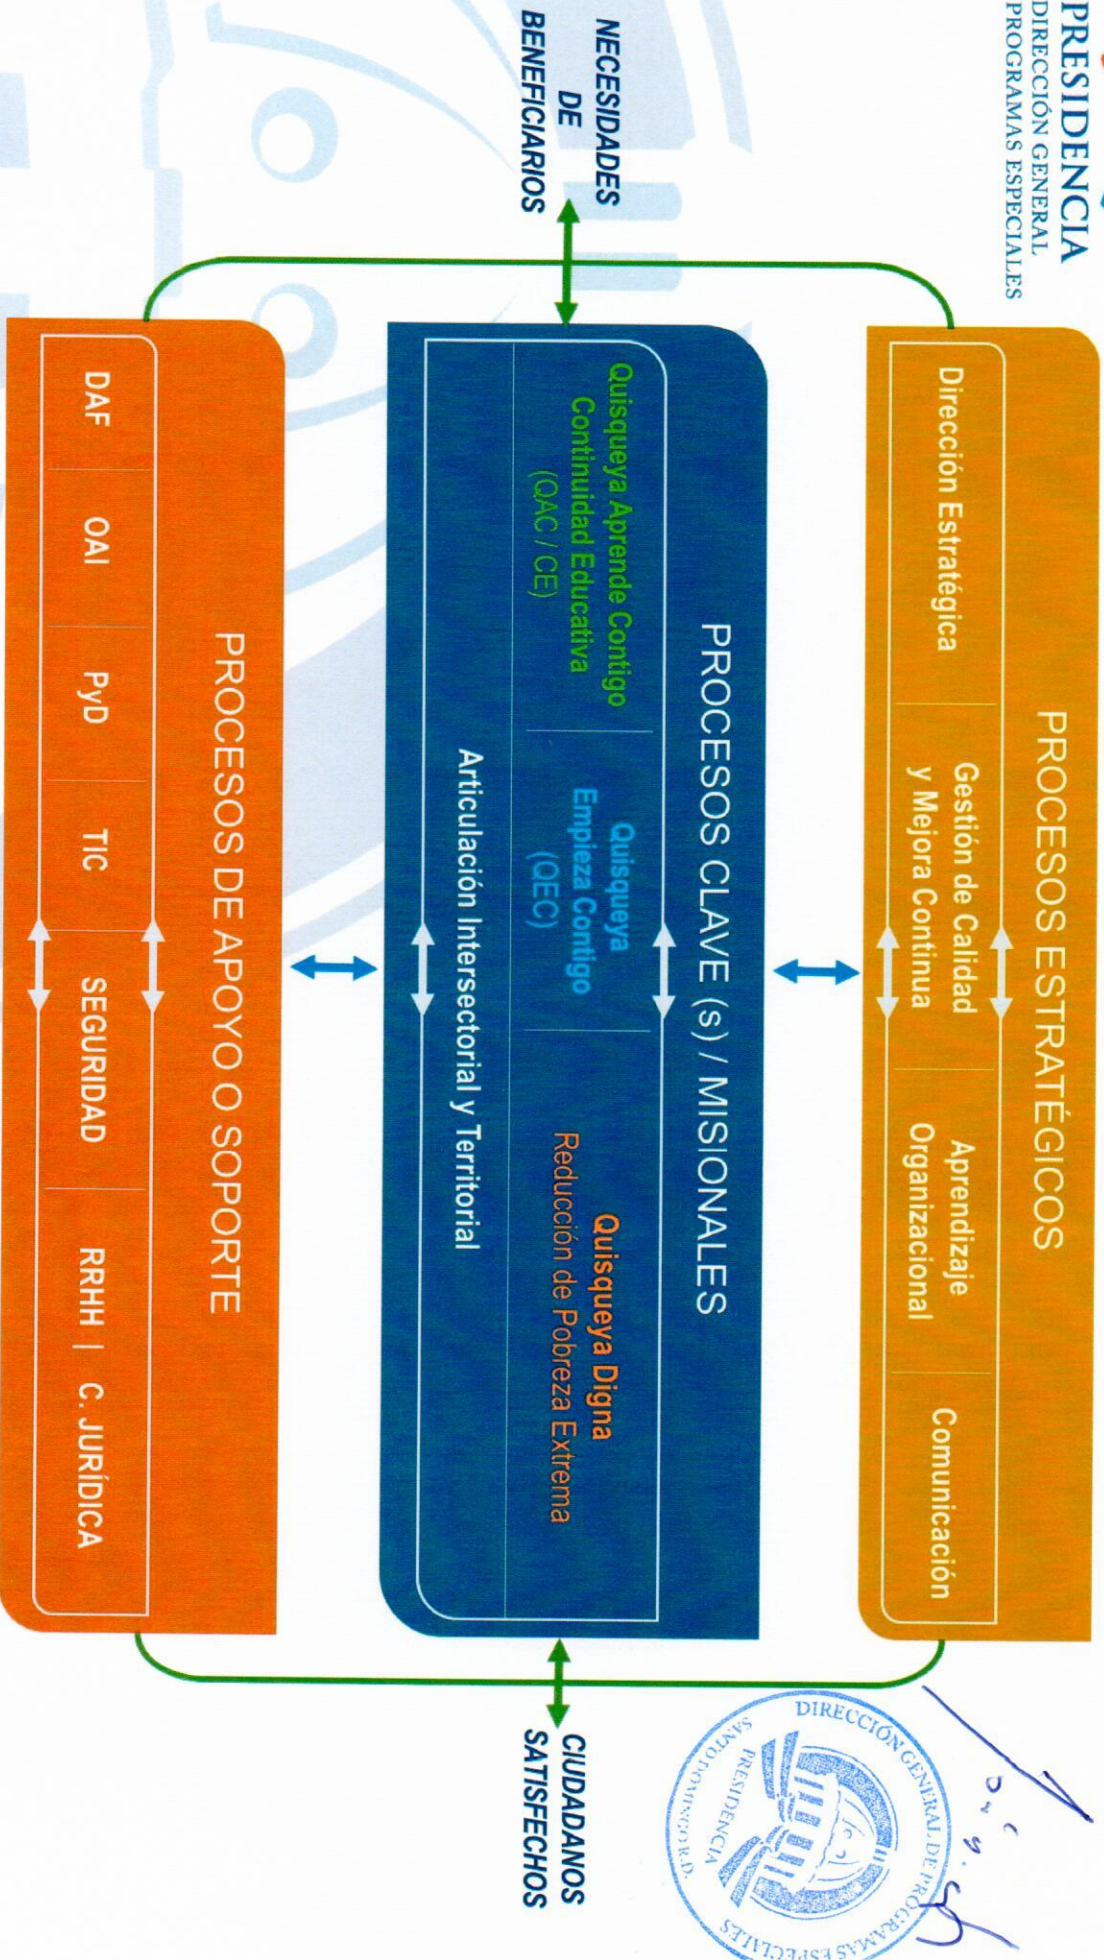 PRESIDENCIA
DIRECCIÓN GENERAL
PROGRAMAS ESPECIALES
NECESIDADES
DE
BENEFICIARIOS
PROCESOS ESTRATÉGICOS
Dirección Estratégica
Gestión de Calidad
y Mejora Continua
Aprendizaje
Organizacional
Comunicación
PROCESOS CLAVE (s) / MISIONALES
Quisqueya Aprende Contigo
Continuidad Educativa
(QAC / CE)
Quisqueya
Empieza Contigo
(QEC)
Quisqueya Digna
Reducción de Pobreza Extrema
Articulación Intersectorial y Territorial
PROCESOS DE APOYO O SOPORTE
DAF
OAI
PyD
TIC
SEGURIDAD
RRHH | C. JURÍDICA
CIUDADANOS
SATISFECHOS
DIRECCIÓN GENERAL DE PROGRAMAS ESPECIALES
PRESIDENCIA
SANTO DOMINGO R.D.